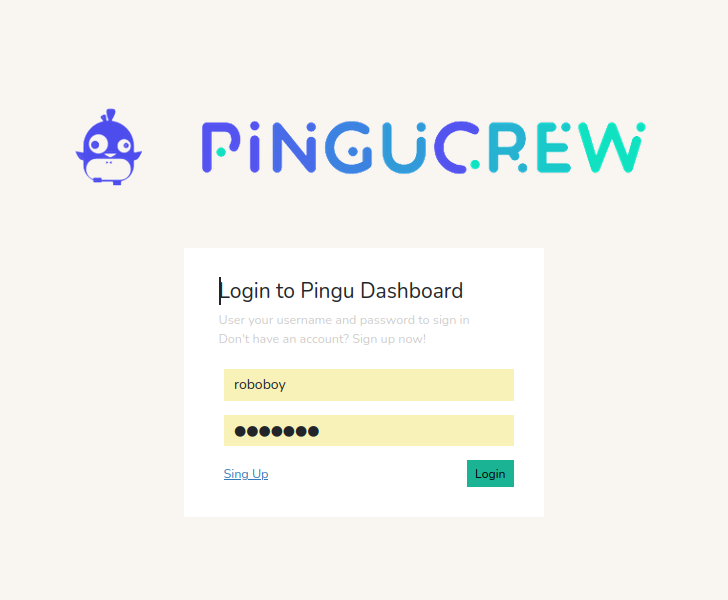 PINGUCREW
Login to Pingu Dashboard
User your username and password to sign in
Don't have an account? Sign up now!
roboboy
●●●●●●●
Sing Up
Login